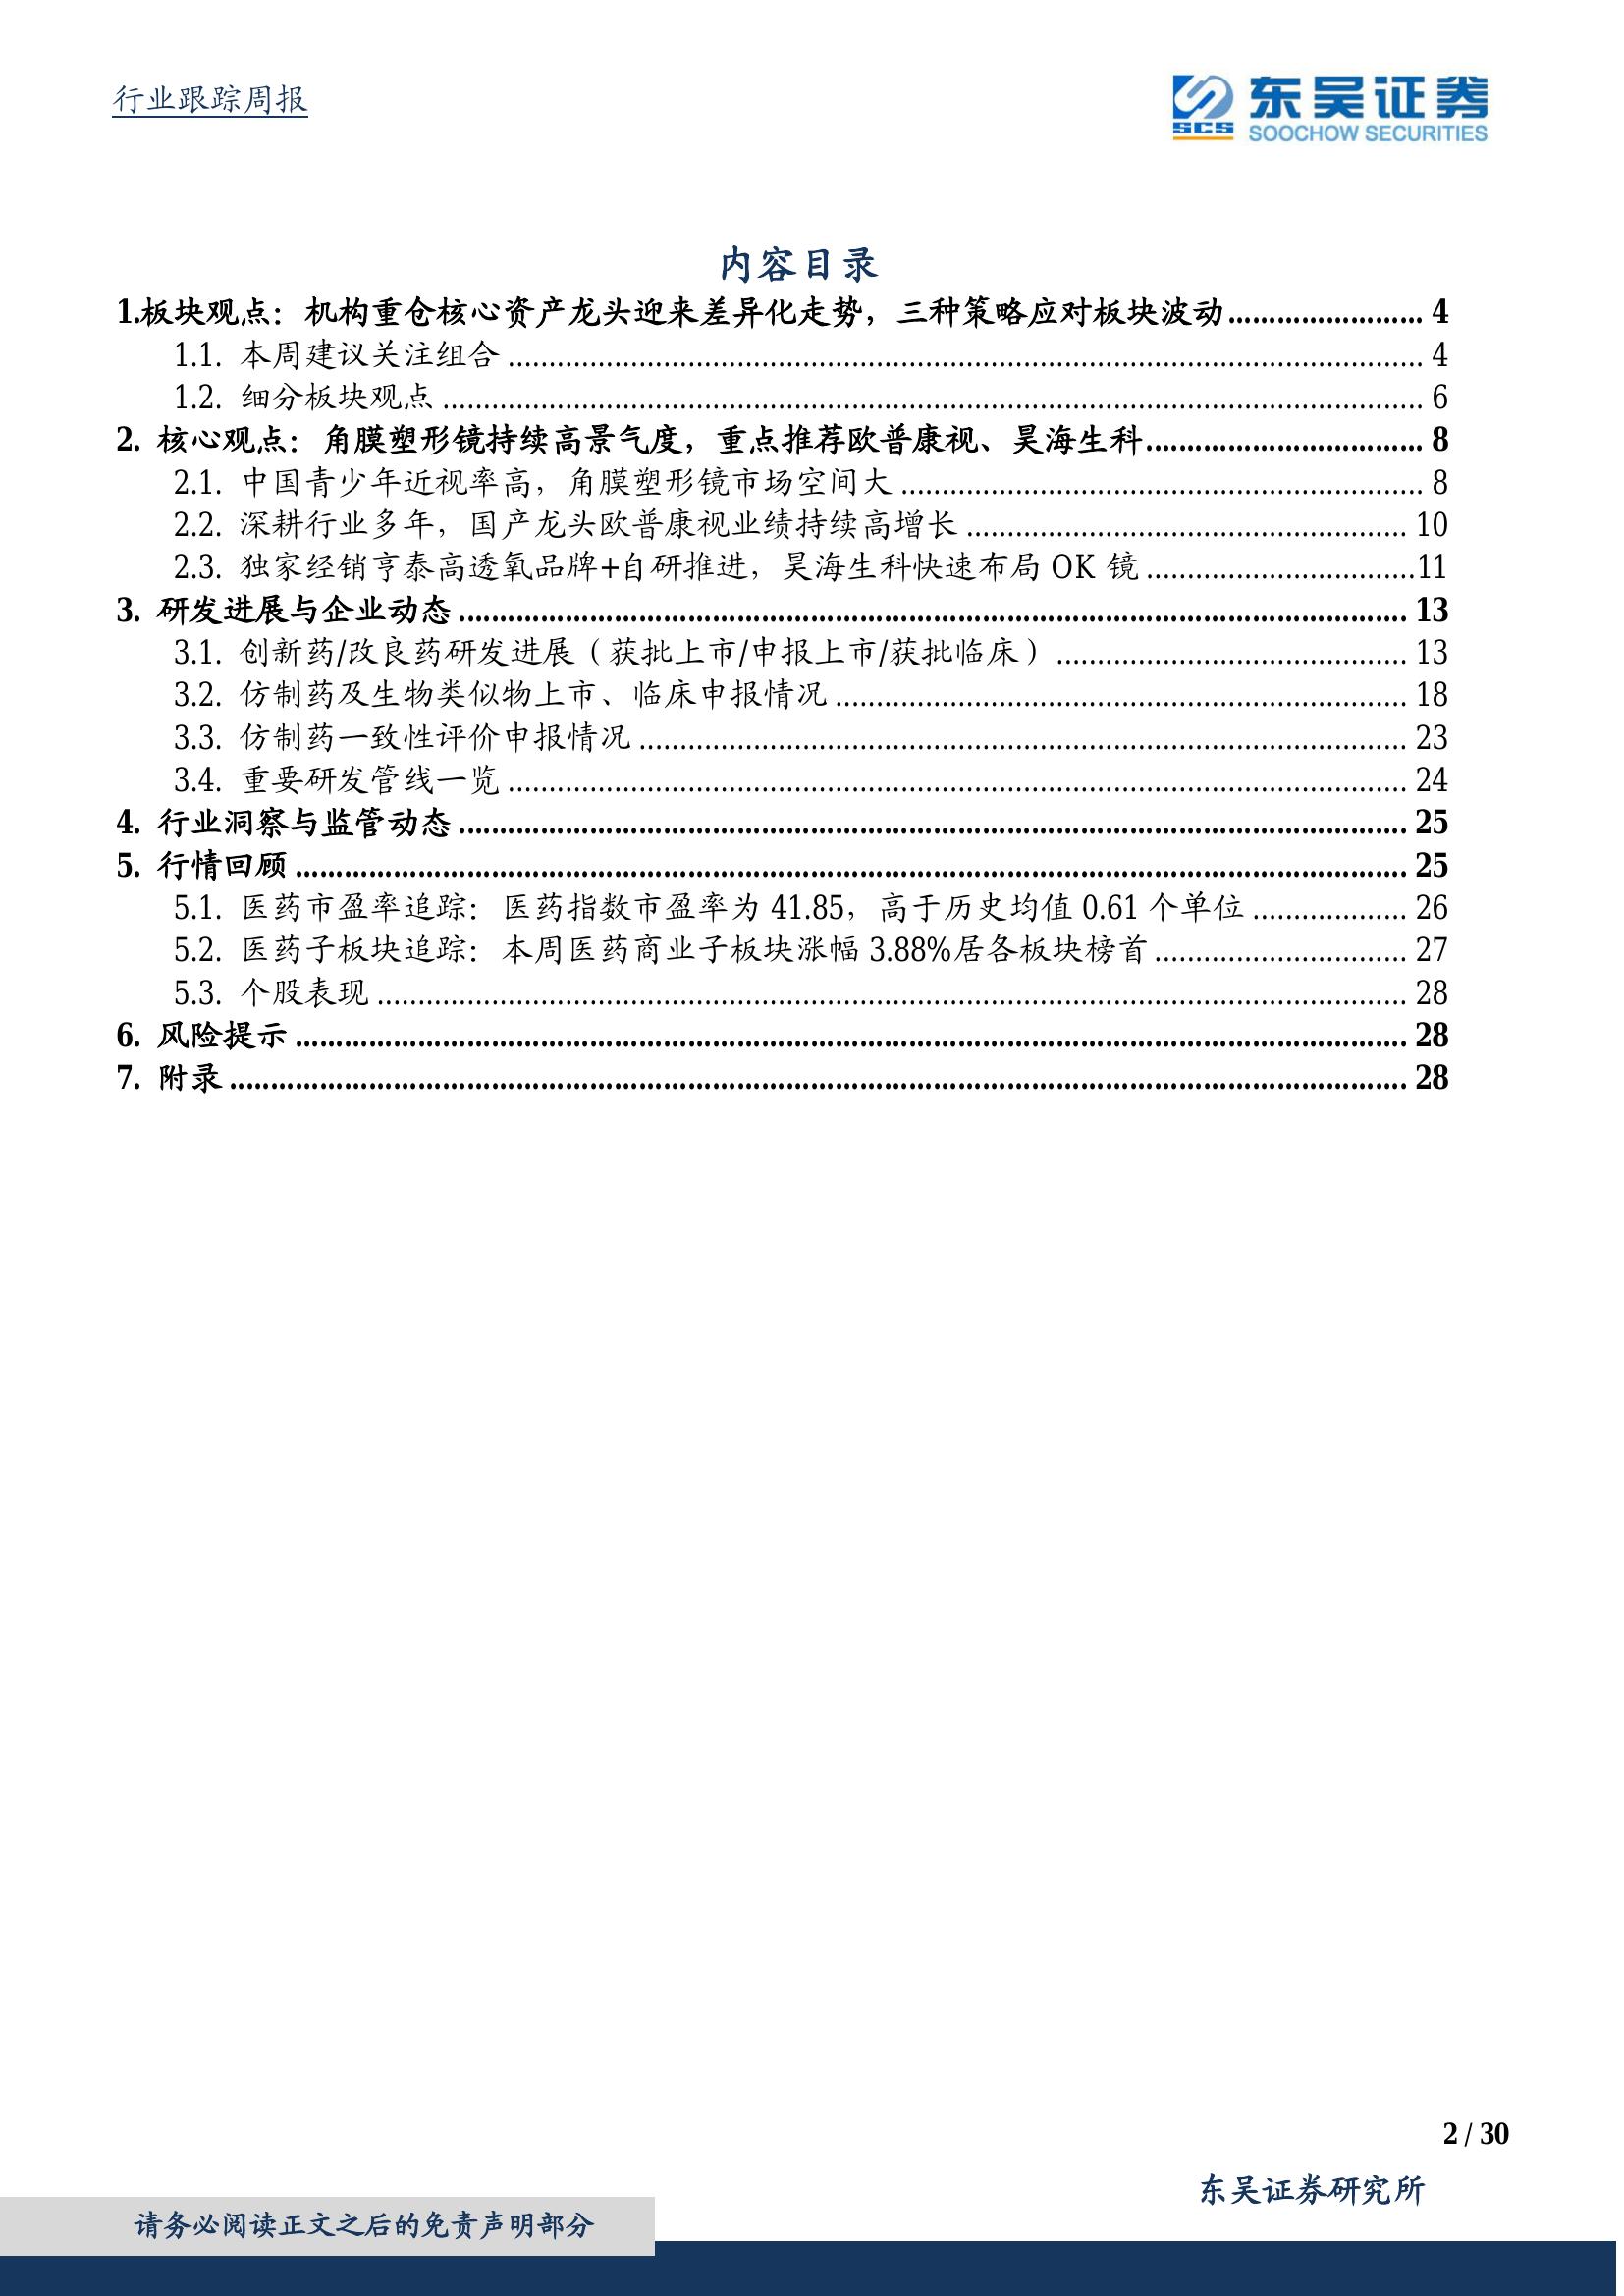 行业跟踪周报
SCS 东吴证券
SOOCHOW SECURITIES
内容目录
1.板块观点：机构重仓核心资产龙头迎来差异化走势，三种策略应对板块波动........................ 4
1.1. 本周建议关注组合........................ 4
1.2. 细分板块观点........................ 6
2. 核心观点：角膜塑形镜持续高景气度，重点推荐欧普康视、昊海生科........................ 8
2.1. 中国青少年近视率高，角膜塑形镜市场空间大........................ 8
2.2. 深耕行业多年，国产龙头欧普康视业绩持续高增长........................ 10
2.3. 独家经销亨泰高透氧品牌+自研推进，昊海生科快速布局 OK 镜........................11
3. 研发进展与企业动态........................ 13
3.1. 创新药/改良药研发进展（获批上市/申报上市/获批临床）........................ 13
3.2. 仿制药及生物类似物上市、临床申报情况........................ 18
3.3. 仿制药一致性评价申报情况........................ 23
3.4. 重要研发管线一览........................ 24
4. 行业洞察与监管动态........................ 25
5. 行情回顾........................ 25
5.1. 医药市盈率追踪：医药指数市盈率为 41.85，高于历史均值 0.61 个单位........................ 26
5.2. 医药子板块追踪：本周医药商业子板块涨幅 3.88%居各板块榜首........................ 27
5.3. 个股表现........................ 28
6. 风险提示........................ 28
7. 附录........................ 28
2 / 30
东吴证券研究所
请务必阅读正文之后的免责声明部分